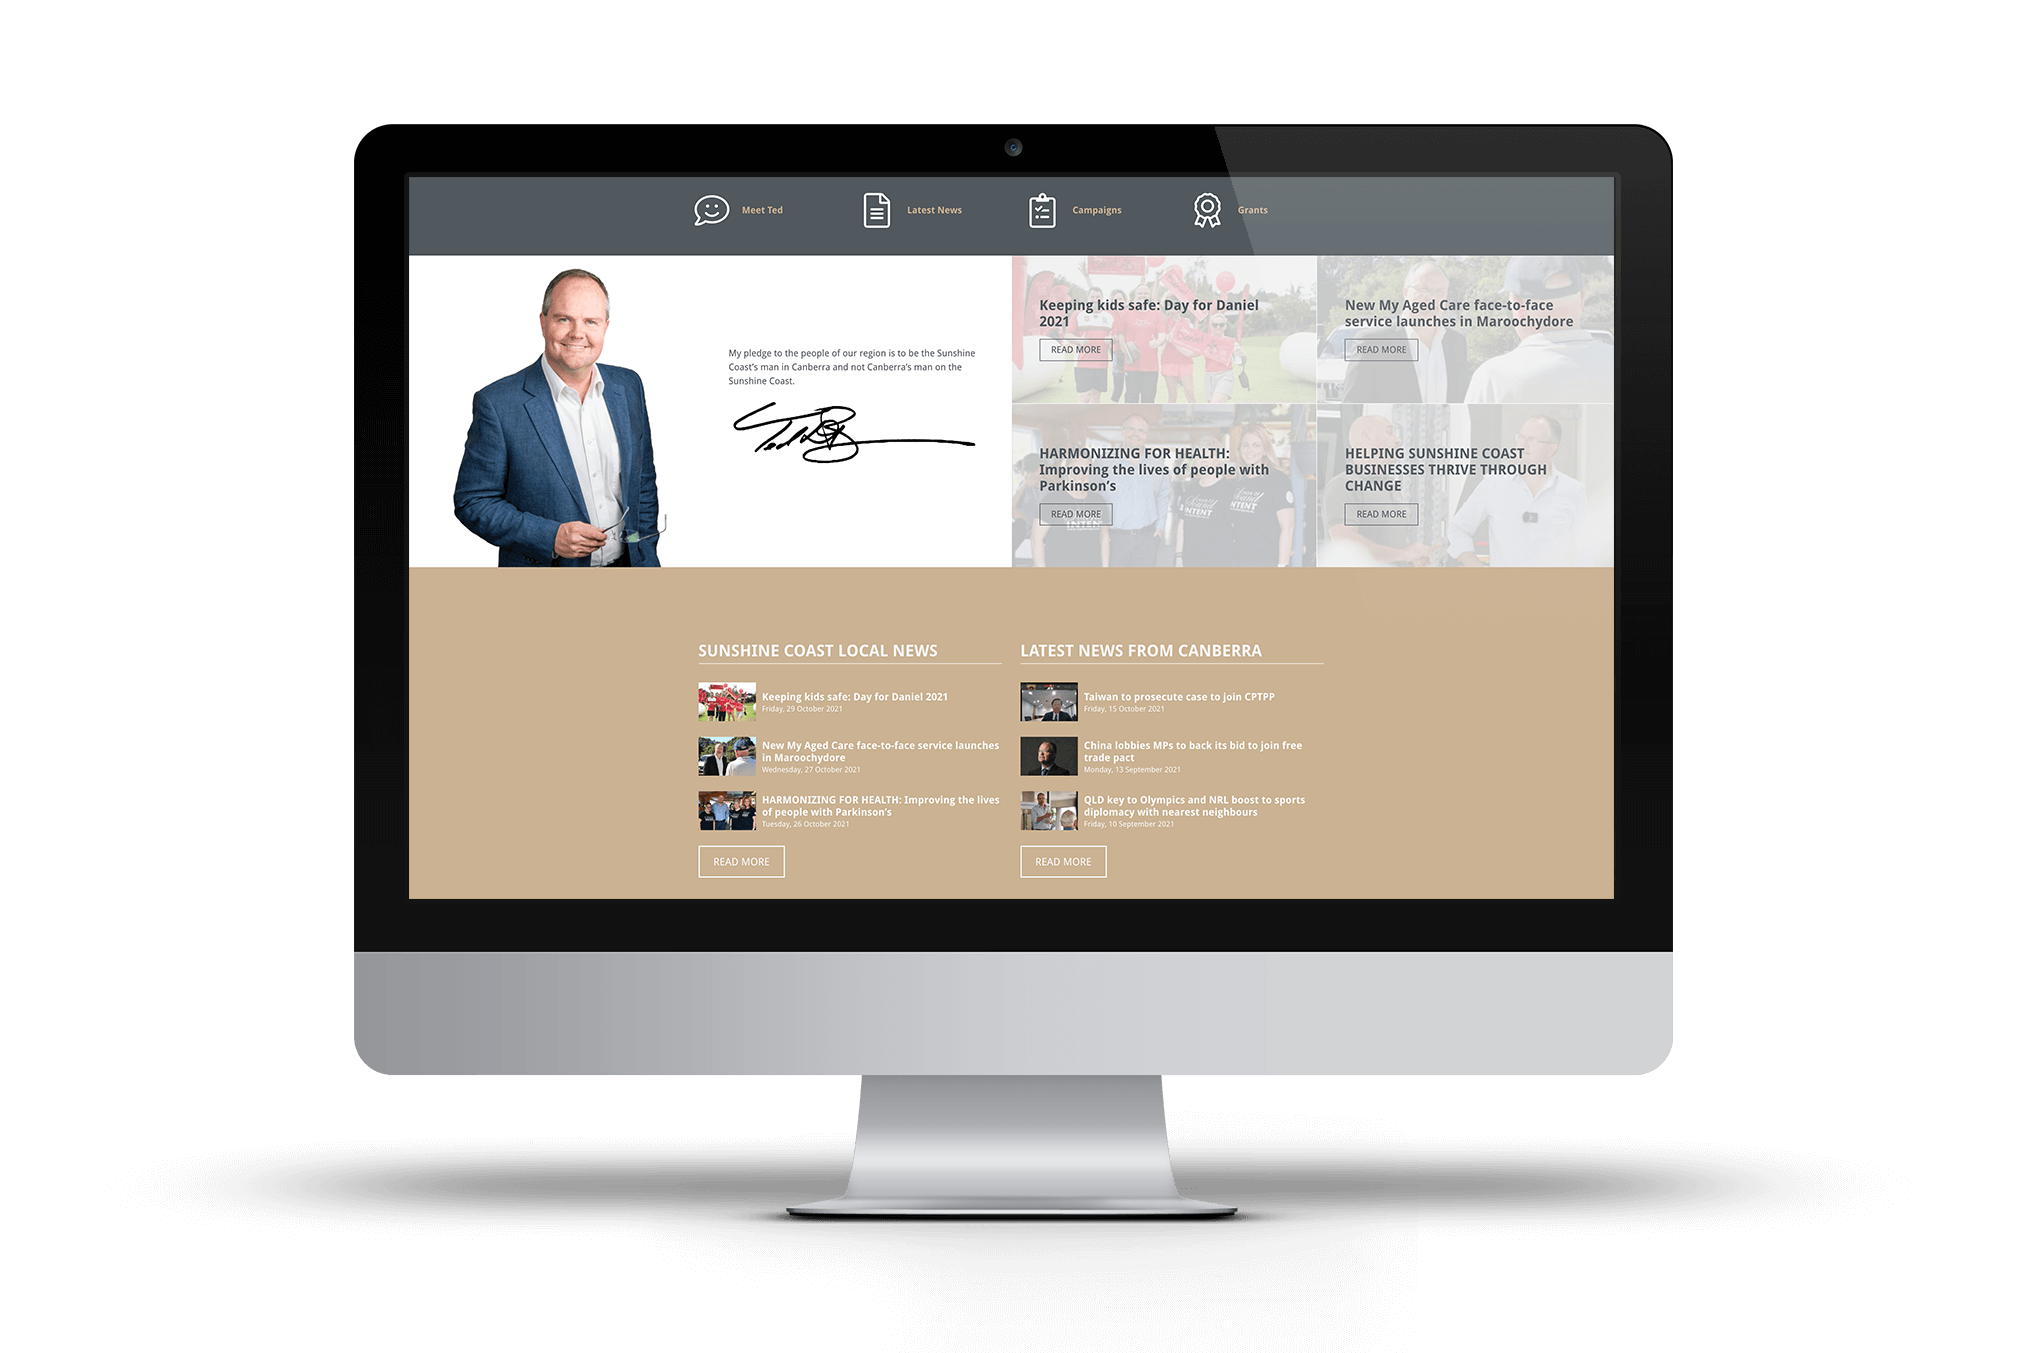 Meet Ted
Latest News
Campaigns
Grants
My pledge to the people of our region is to be the Sunshine
Coast's man in Canberra and not Canberra's man on the
Sunshine Coast.
Keeping kids safe: Day for Daniel
2021
READ MORE
New My Aged Care face-to-face
service launches in Maroochydore
READ MORE
HARMONIZING FOR HEALTH:
Improving the lives of people with
Parkinson's
READ MORE
HELPING SUNSHINE COAST
BUSINESSES THRIVE THROUGH
CHANGE
READ MORE
SUNSHINE COAST LOCAL NEWS
Keeping kids safe: Day for Daniel 2021
Friday, 29 October 2021
New My Aged Care face-to-face service launches
in Maroochydore
Wednesday, 27 October 2021
HARMONIZING FOR HEALTH: Improving the lives
of people with Parkinson's
Tuesday, 26 October 2021
READ MORE
LATEST NEWS FROM CANBERRA
Taiwan to prosecute case to join CPTPP
Friday, 15 October 2021
China lobbies MPs to back its bid to join free
trade pact
Monday, 13 September 2021
QLD key to Olympics and NRL boost to sports
diplomacy with nearest neighbours
Friday, 10 September 2021
READ MORE